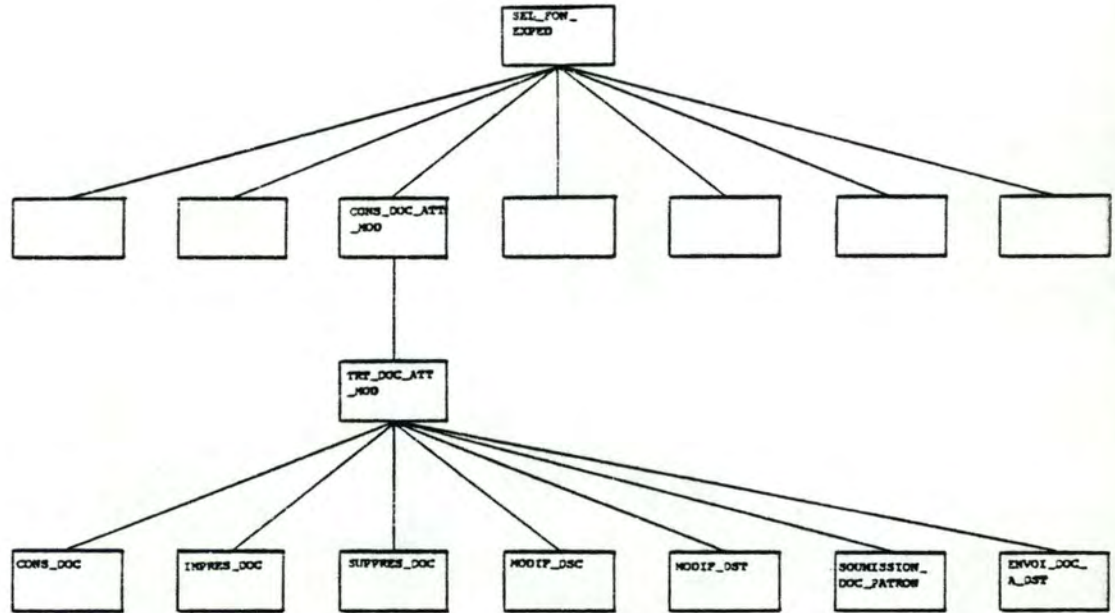 SEL_FON_
EXPED
CONS_DOC_ATT
_MOD
TRT_DOC_ATT
_MOD
CONS_DOC
IMPRES_DOC
SUPPRES_DOC
MODIF_DSC
MODIF_DST
SOUMISSION_
DOC_PATRON
ENVOI_DOC_
A_DST